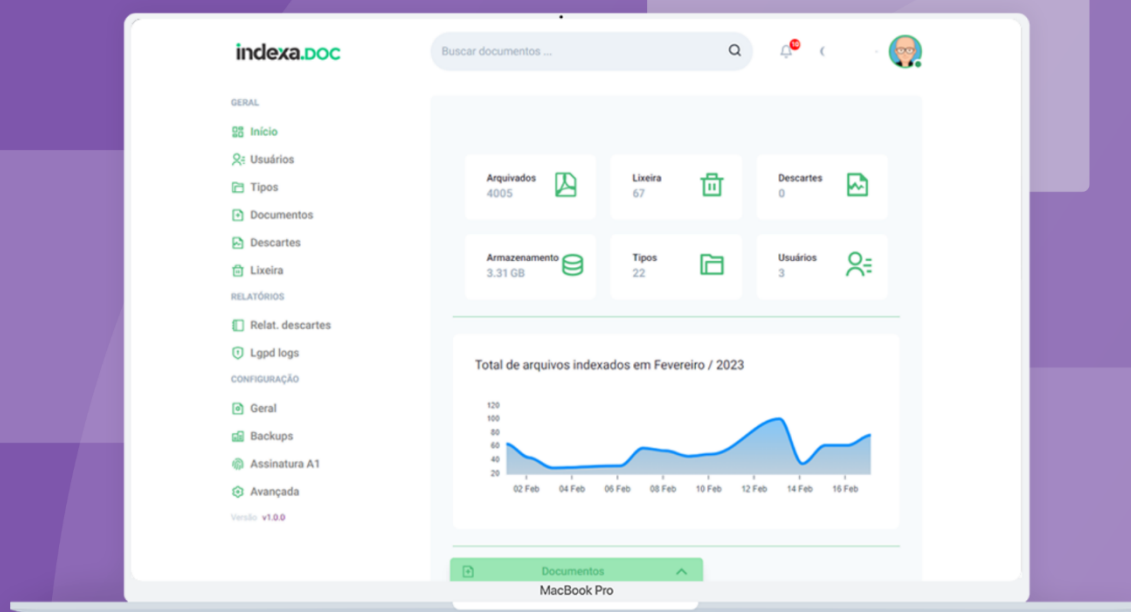 indexa.DOC
Buscar documentos ...
10
GERAL
Início
Usuários
Tipos
Documentos
Descartes
Lixeira
RELATÓRIOS
Relat. descartes
Lgpd logs
CONFIGURAÇÃO
Geral
Backups
Assinatura A1
Avançada
Versão v1.0.0
Arquivados
4005
Lixeira
67
Descartes
0
Armazenamento
3.31 GB
Tipos
22
Usuários
3
Total de arquivos indexados em Fevereiro / 2023
120
100
80
60
40
20
02 Feb 04 Feb 06 Feb 08 Feb 10 Feb 12 Feb 14 Feb 16 Feb
Documentos
MacBook Pro